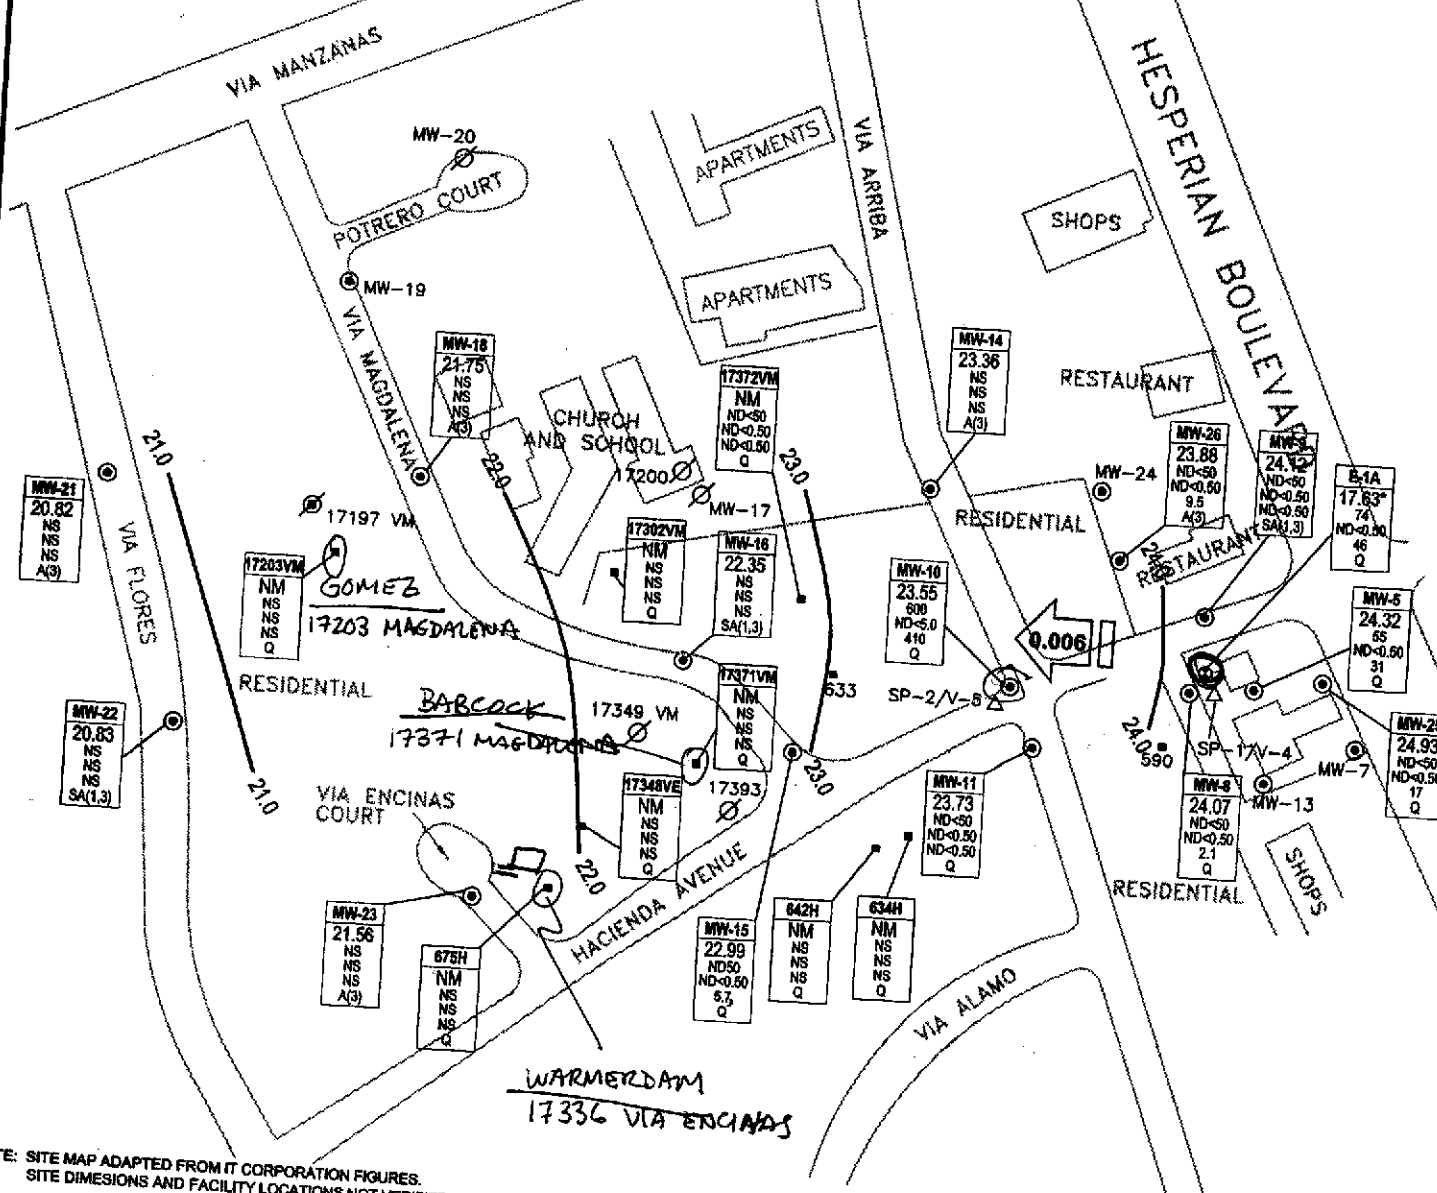 VIA MANZANAS
MW-20
POTRERO COURT
MW-19
VIA MAGDALENA
APARTMENTS
APARTMENTS
VIA ARRIBA
HESPERIAN BOULEVARD
SHOPS
RESTAURANT
MW-18
21.75
NS
NS
NS
A(3)
CHURCH
AND SCHOOL
17200
MW-17
17372VM
NM
ND<50
ND<0.50
ND<0.50
Q
MW-14
23.36
NS
NS
NS
A(3)
MW-24
MW-26
23.88
ND<50
ND<0.50
9.5
A(3)
24.12
ND<50
ND<0.50
ND<0.50
SA(1,3)
17.63*
74
ND<0.50
46
Q
21.0
22.0
23.0
24.0
MW-21
20.82
NS
NS
NS
A(3)
VIA FLORES
17197 VM
17203VM
NM
NS
NS
NS
Q
GOMEZ
17203 MAGDALENA
17302VM
NM
NS
NS
NS
Q
MW-16
22.35
NS
NS
NS
SA(1,3)
RESIDENTIAL
RESTAURANT
MW-10
23.55
600
ND<5.0
410
Q
0.006
MW-5
24.32
55
ND<0.50
31
Q
RESIDENTIAL
BABCOCK
17371 MAGDALENA
17349 VM
17371VM
NM
NS
NS
NS
Q
633
SP-2/V-5
MW-22
20.83
NS
NS
NS
SA(1,3)
21.0
VIA ENCINAS
COURT
17348VE
NM
NS
NS
NS
Q
17393
22.0
23.0
24.0
590
SP-17/V-4
MW-7
MW-13
24.93
ND<50
17
Q
MW-11
23.73
ND<50
ND<0.50
ND<0.50
Q
MW-8
24.07
ND<50
ND<0.50
2.1
Q
RESIDENTIAL
SHOPS
HACIENDA AVENUE
MW-23
21.56
NS
NS
NS
A(3)
675H
NM
NS
NS
NS
Q
MW-15
22.99
ND50
ND<0.50
5.7
Q
642H
NM
NS
NS
NS
Q
634H
NM
NS
NS
NS
Q
VIA ALAMO
WARMERDAM
17336 VIA ENCINAS
TE: SITE MAP ADAPTED FROM IT CORPORATION FIGURES.
SITE DIMESIONS AND FACILITY LOCATIONS NOT